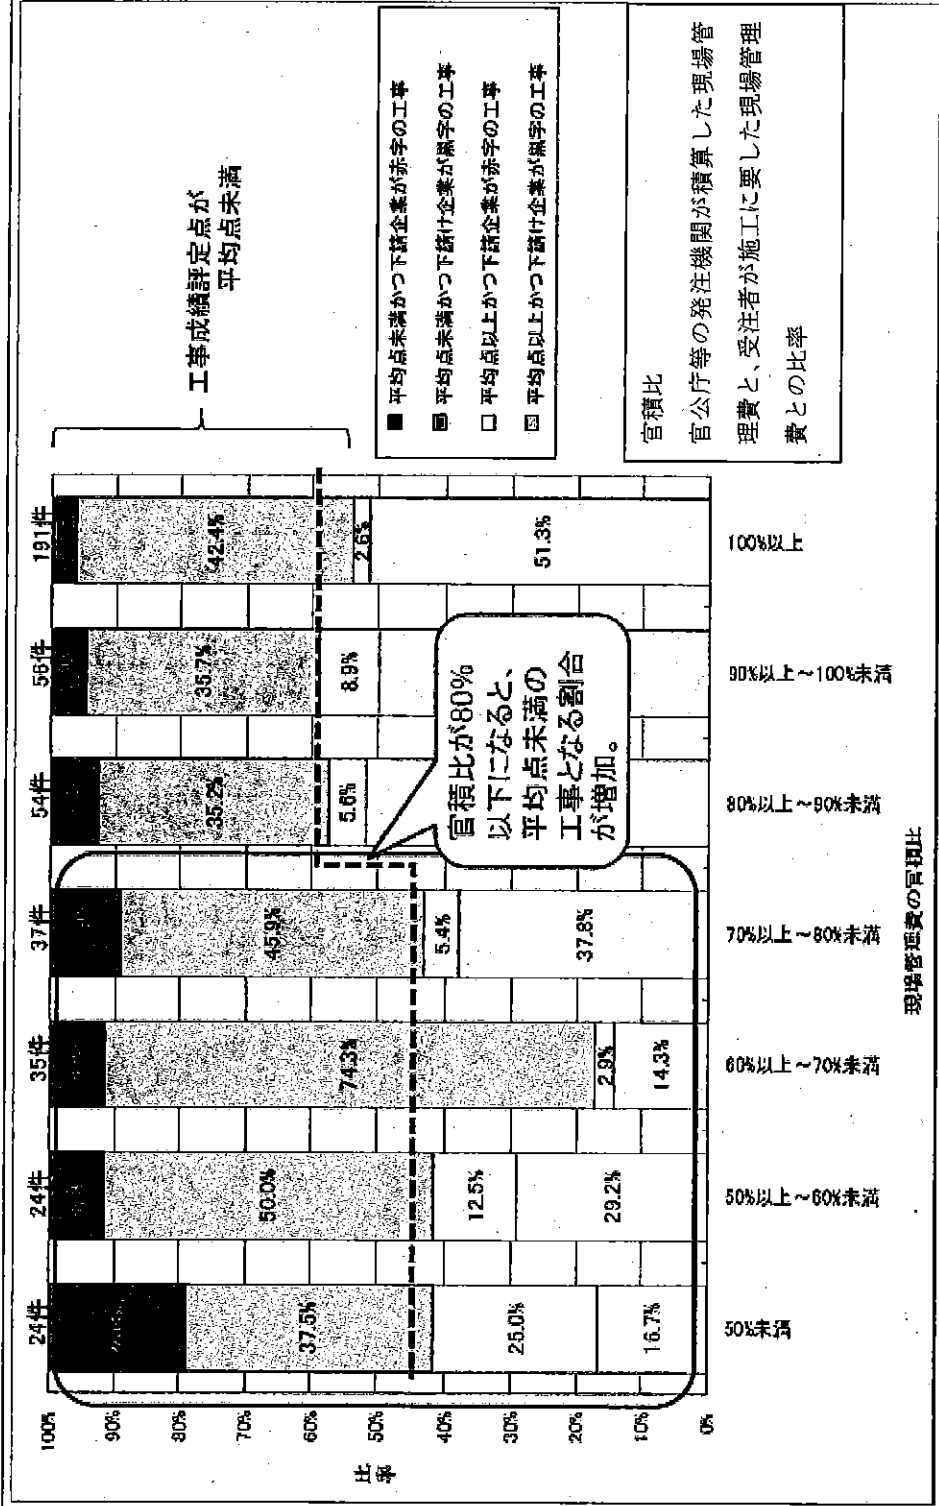 工事成績評定点が
平均点未満
■ 平均点未満かつ下請企業が赤字の工事
平均点未満かつ下請け企業が黒字の工事
□ 平均点以上かつ下請企業が赤字の工事
平均点以上かつ下請け企業が黒字の工事
官積比
官公庁等の発注機関が積算した現場管
理費と、受注者が施工に要した現場管理
費との比率
官積比が80%
以下になると、
平均点未満の
工事となる割合
が増加。
比率
100%
90%
80%
70%
60%
50%
40%
30%
20%
10%
0%
24件
37.5%
25.0%
16.7%
50%未満
24件
50.0%
12.5%
29.2%
50%以上～60%未満
35件
74.3%
2.9%
14.3%
60%以上～70%未満
37件
45.9%
5.4%
37.8%
70%以上～80%未満
54件
35.2%
5.6%
80%以上～90%未満
56件
35.7%
8.9%
90%以上～100%未満
191件
42.4%
2.6%
51.3%
100%以上
現場管理費の官積比